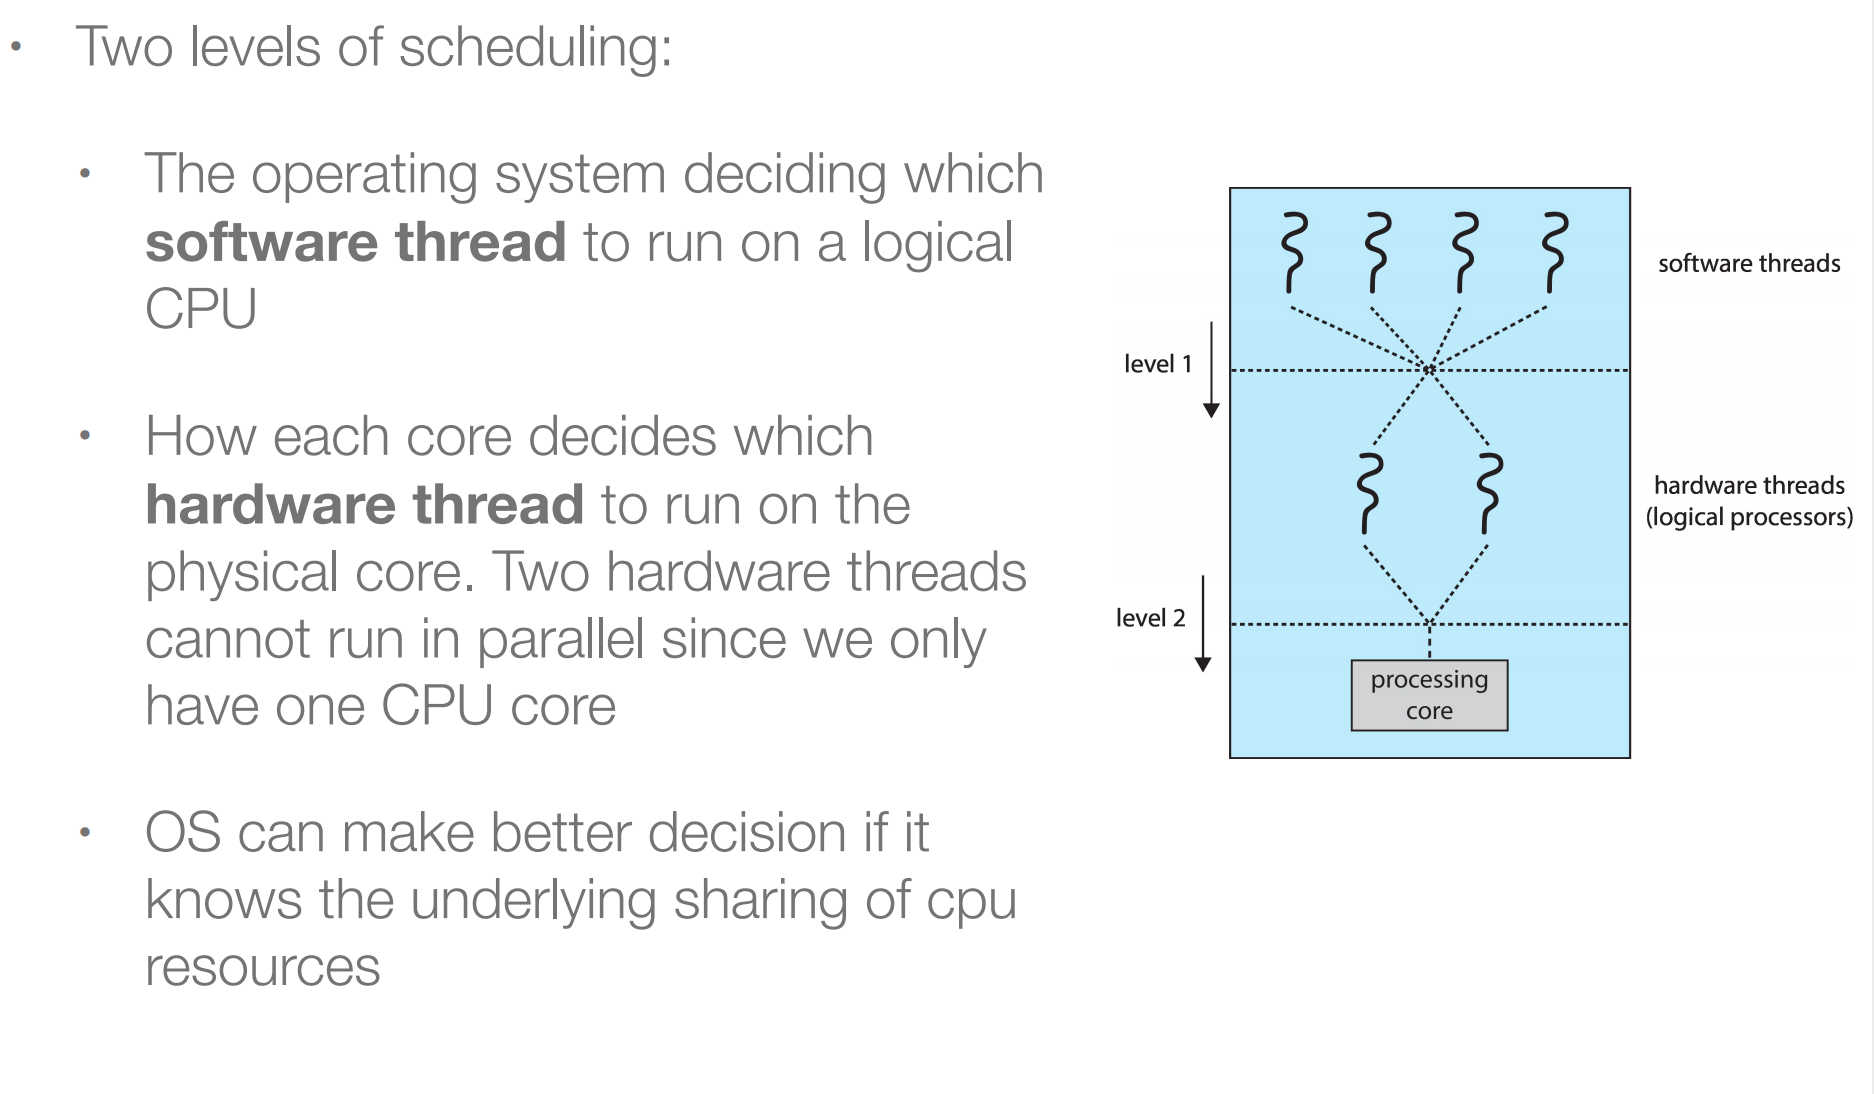 • Two levels of scheduling:
• The operating system deciding which
software thread to run on a logical
CPU
• How each core decides which
hardware thread to run on the
physical core. Two hardware threads
cannot run in parallel since we only
have one CPU core
• OS can make better decision if it
knows the underlying sharing of cpu
resources
software threads
level 1
hardware threads
(logical processors)
level 2
processing
core